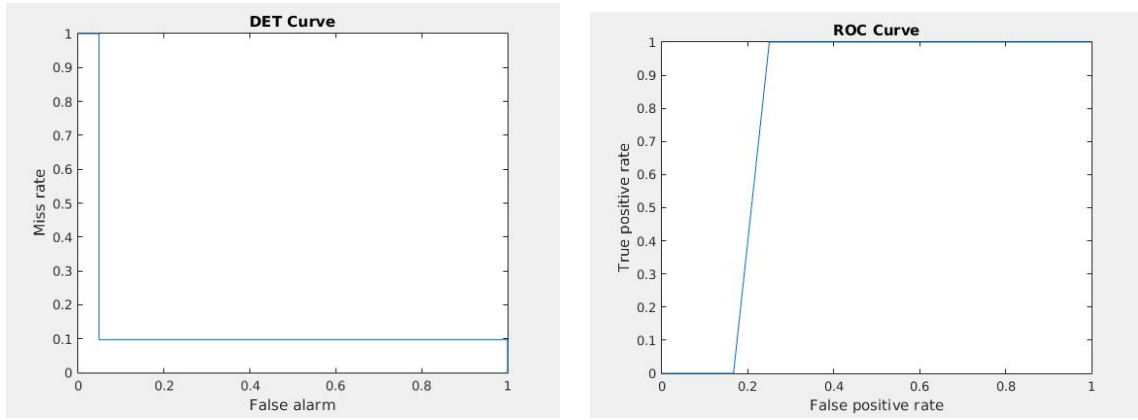 DET Curve
1
0.9
0.8
0.7
0.6
0.5
0.4
0.3
0.2
0.1
0
Miss rate
0 0.2 0.4 0.6 0.8 1
False alarm
ROC Curve
1
0.9
0.8
0.7
0.6
0.5
0.4
0.3
0.2
0.1
0
True positive rate
0 0.2 0.4 0.6 0.8 1
False positive rate